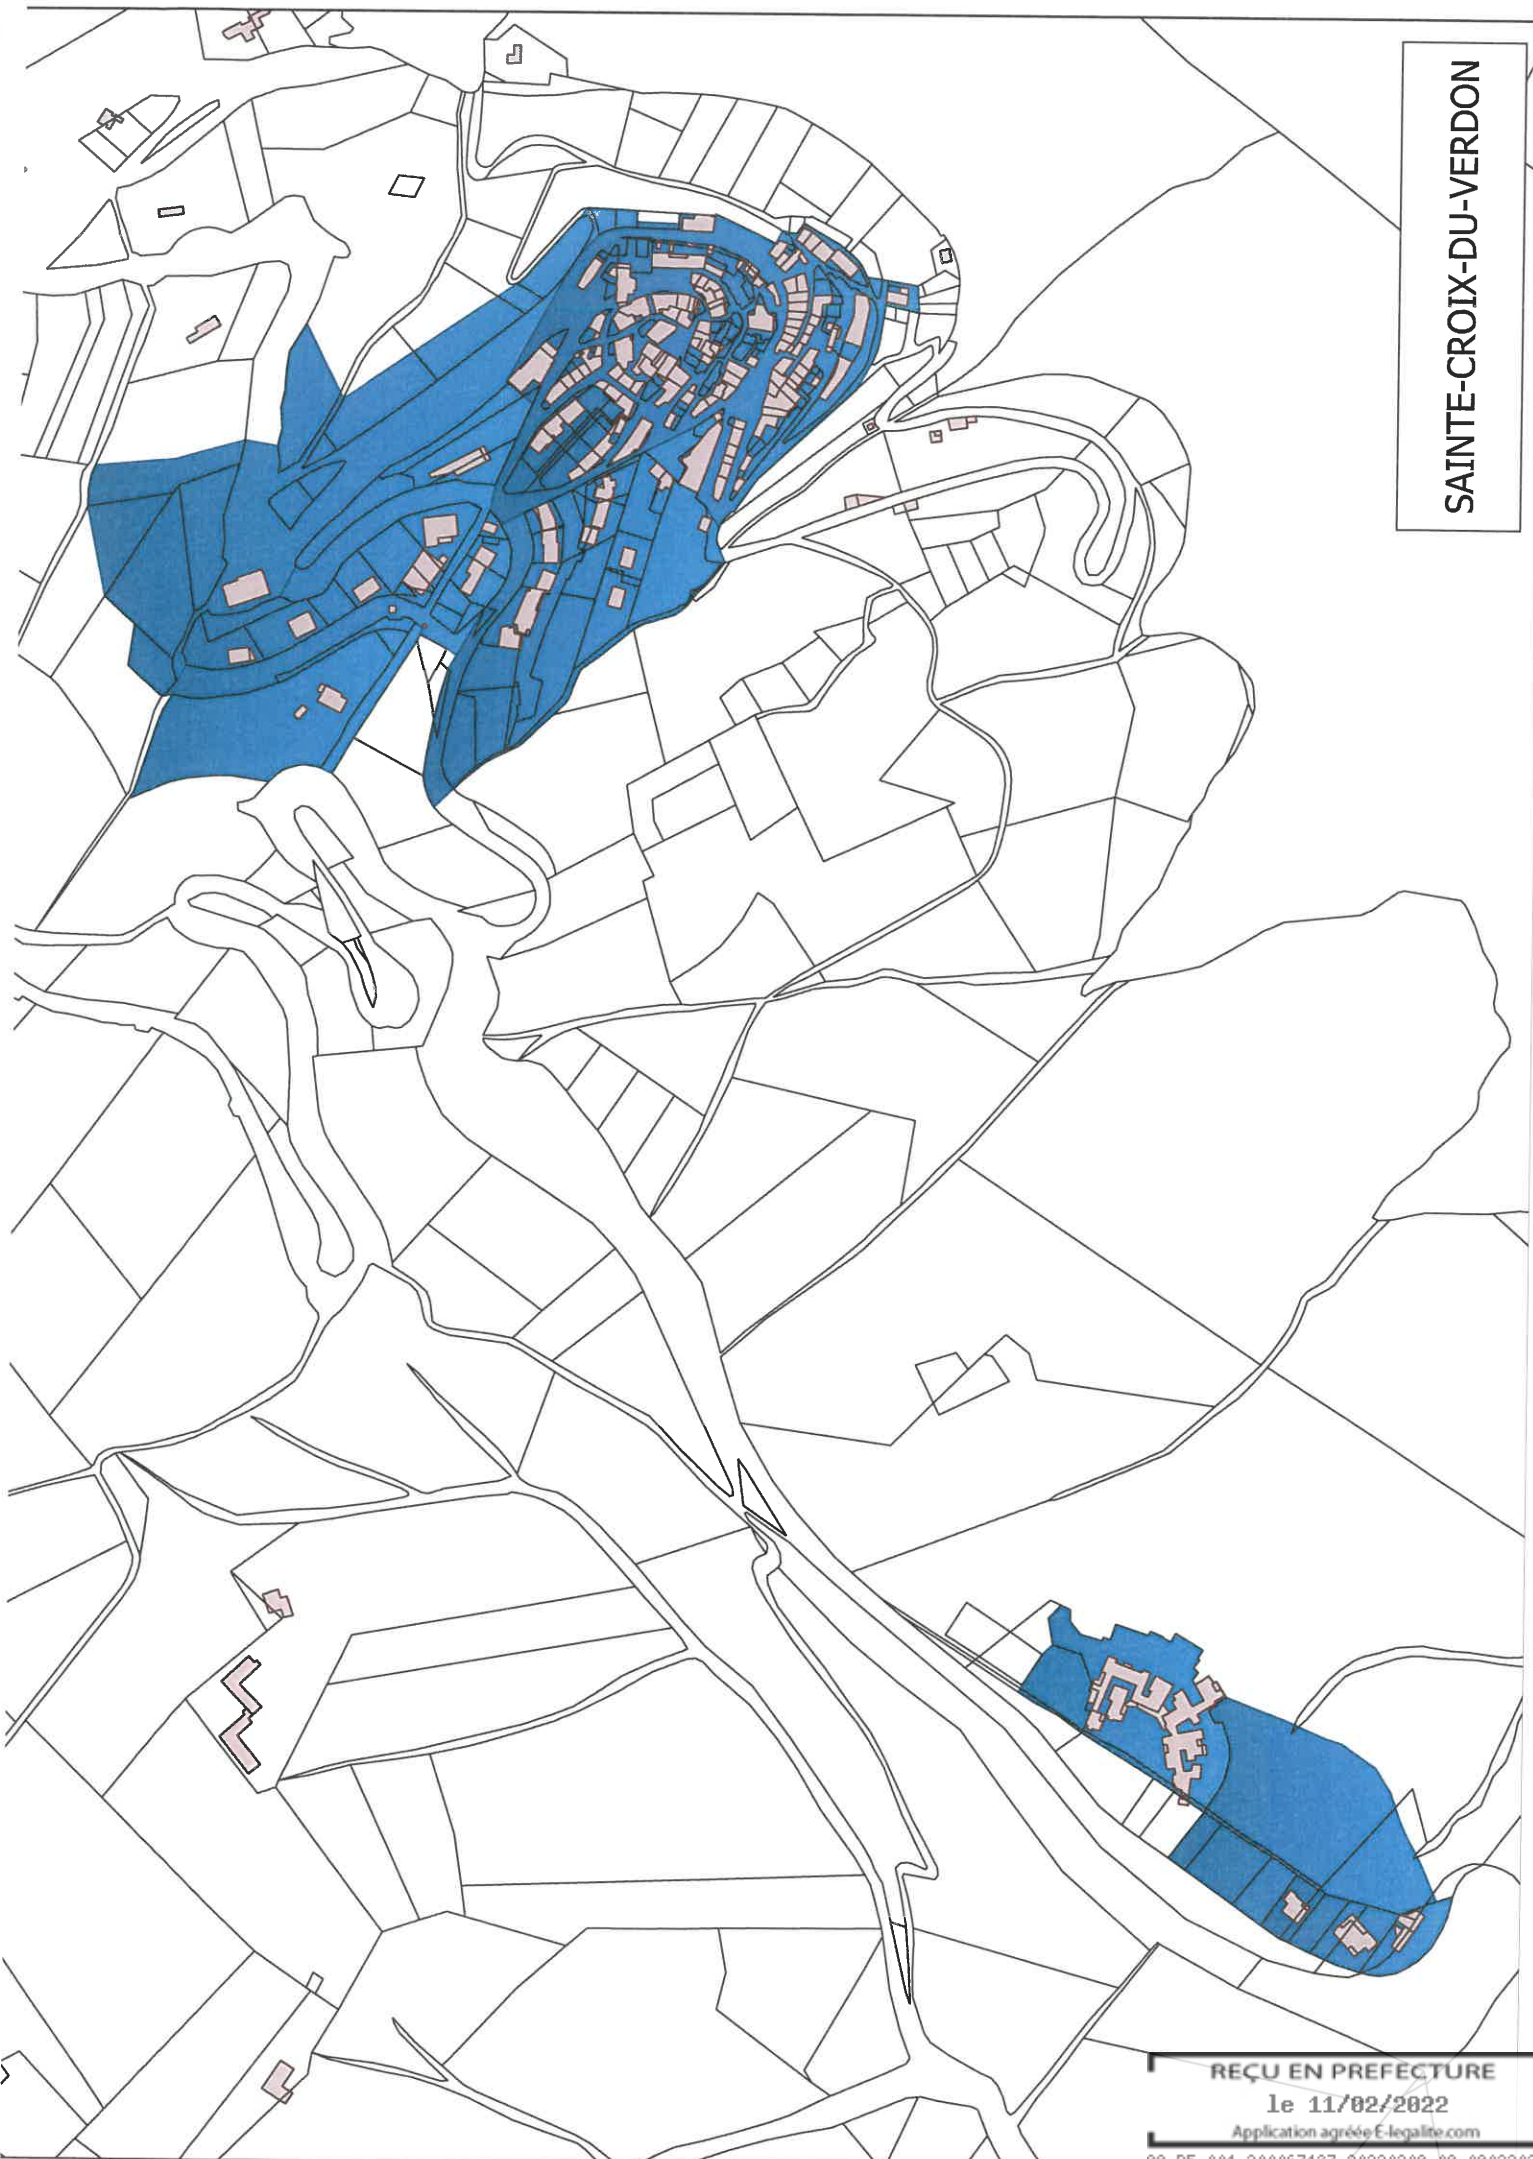 SAINTE-CROIX-DU-VERDON
REÇU EN PREFECTURE
le 11/02/2022
Application agréée E-legalite.com